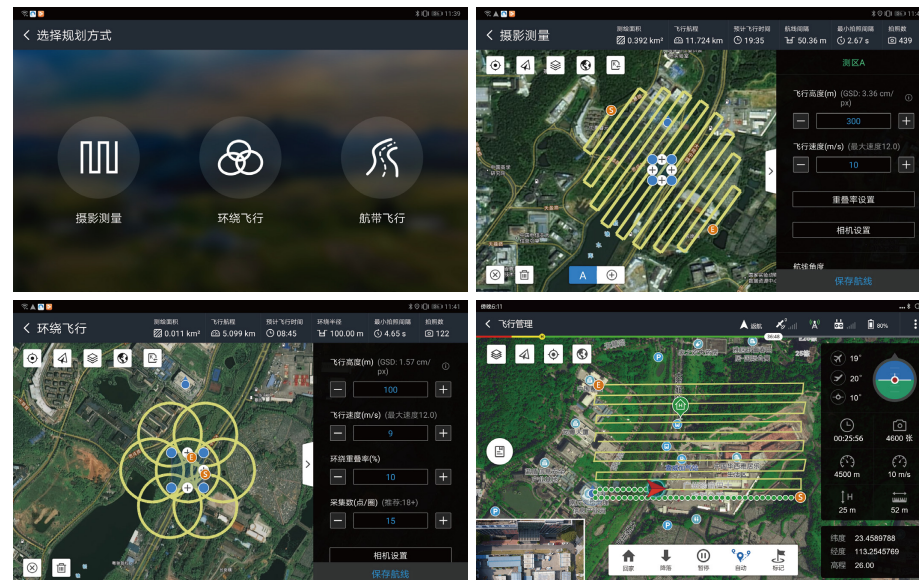 11:39
选择规划方式
摄影测量
环绕飞行
航带飞行
摄影测量
测绘面积
0.392 km²
飞行航程
11.724 km
预计飞行时间
19:35
航线间隔
50.36 m
最小拍照间隔
2.67 s
拍照数
439
测区A
飞行高度(m) (GSD: 3.36 cm/
px)
300
飞行速度(m/s) (最大速度12.0)
10
重叠率设置
相机设置
航线角度
保存航线
S
E
A
11:41
环绕飞行
测绘面积
0.011 km²
飞行航程
5.099 km
预计飞行时间
08:45
环绕半径
100.00 m
最小拍照间隔
4.65 s
拍照数
122
飞行高度(m) (GSD: 1.57 cm/
px)
100
飞行速度(m/s) (最大速度12.0)
9
环绕重叠率(%)
10
采集数(点/圈) (推荐:18+)
15
相机设置
保存航线
E
S
飞行管理
返航
80%
19°
20°
10°
00:25:56
4600 张
4500 m
10 m/s
H
25 m
52 m
纬度 23.4589788
经度 113.2545769
高程 26.00
E
H
S
P
P
P
回家
降落
暂停
自动
标记